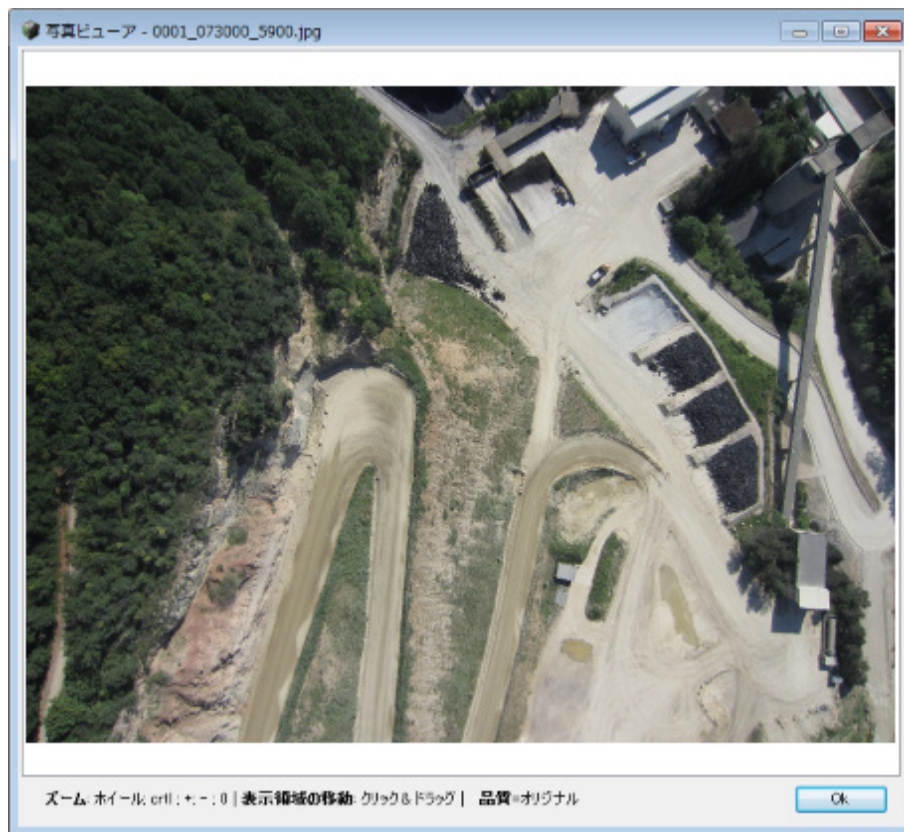 写真ビューア - 0001_073000_5900.jpg
ズーム: ホイール; crtl ; +; - ; 0 | 表示領域の移動: クリック & ドラッグ | 品質=オリジナル
Ok